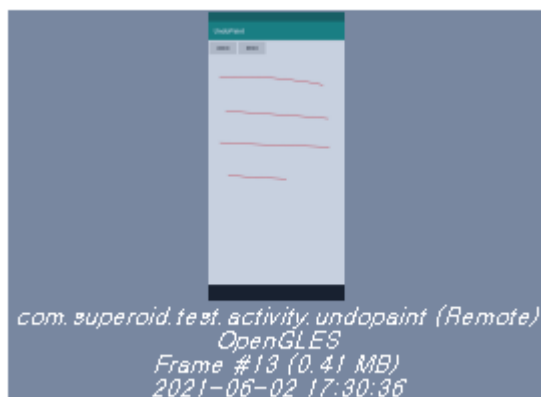 UndoPaint
com.superoid.test.activity.undopaint (Remote)
OpenGLES
Frame #13 (0.41 MB)
2021-06-02 17:30:36